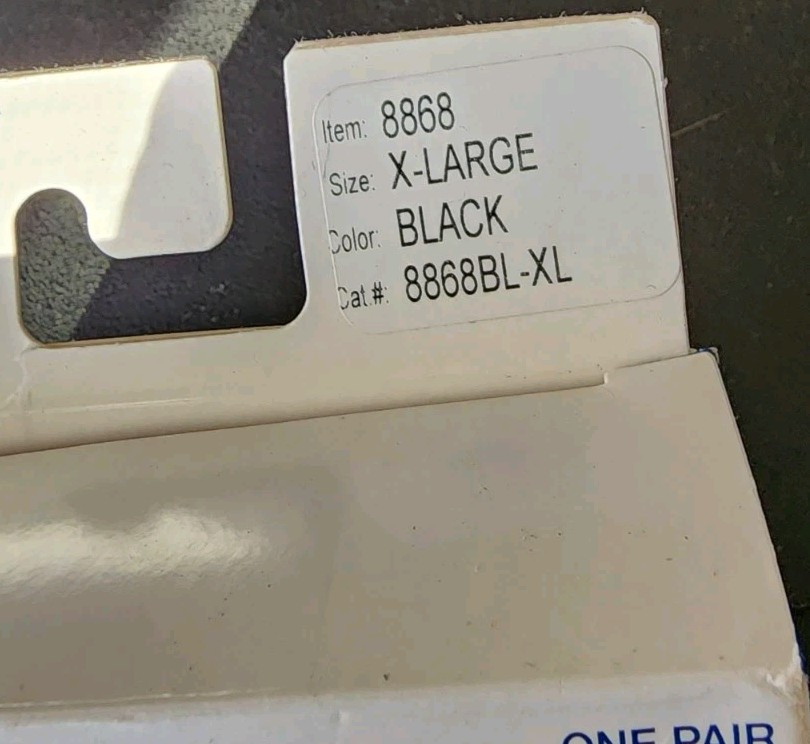 Item: 8868
Size: X-LARGE
Color: BLACK
Cat.#: 8868BL-XL
ONE PAIR